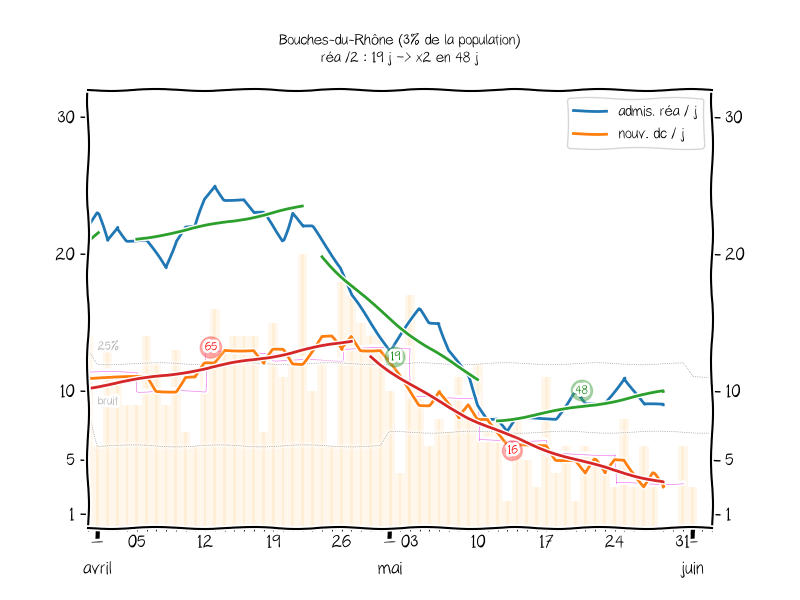 Bouches-du-Rhône (3% de la population)
réa /2 : 19 j -> x2 en 48 j
admis. réa / j
nouv. dc / j
30
30
20
20
10
10
5
5
1
1
25%
bruit
65
19
48
16
05 12 19 26 03 10 17 24 31
avril mai juin